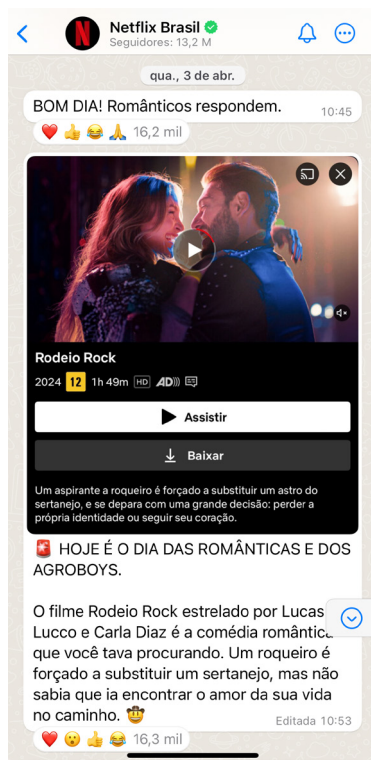 Netflix Brasil
Seguidores: 13,2 M
qua., 3 de abr.
BOM DIA! Românticos respondem.
10:45
❤️ 👍 😂 🙏 16,2 mil
Rodeio Rock
2024 12 1h 49m HD AD
Assistir
Baixar
Um aspirante a roqueiro é forçado a substituir um astro do
sertanejo, e se depara com uma grande decisão: perder a
própria identidade ou seguir seu coração.
🚨 HOJE É O DIA DAS ROMÂNTICAS E DOS
AGROBOYS.
O filme Rodeio Rock estrelado por Lucas
Lucco e Carla Diaz é a comédia romântica
que você tava procurando. Um roqueiro é
forçado a substituir um sertanejo, mas não
sabia que ia encontrar o amor da sua vida
no caminho. 🤠
Editada 10:53
❤️ 😮 👍 😂 16,3 mil